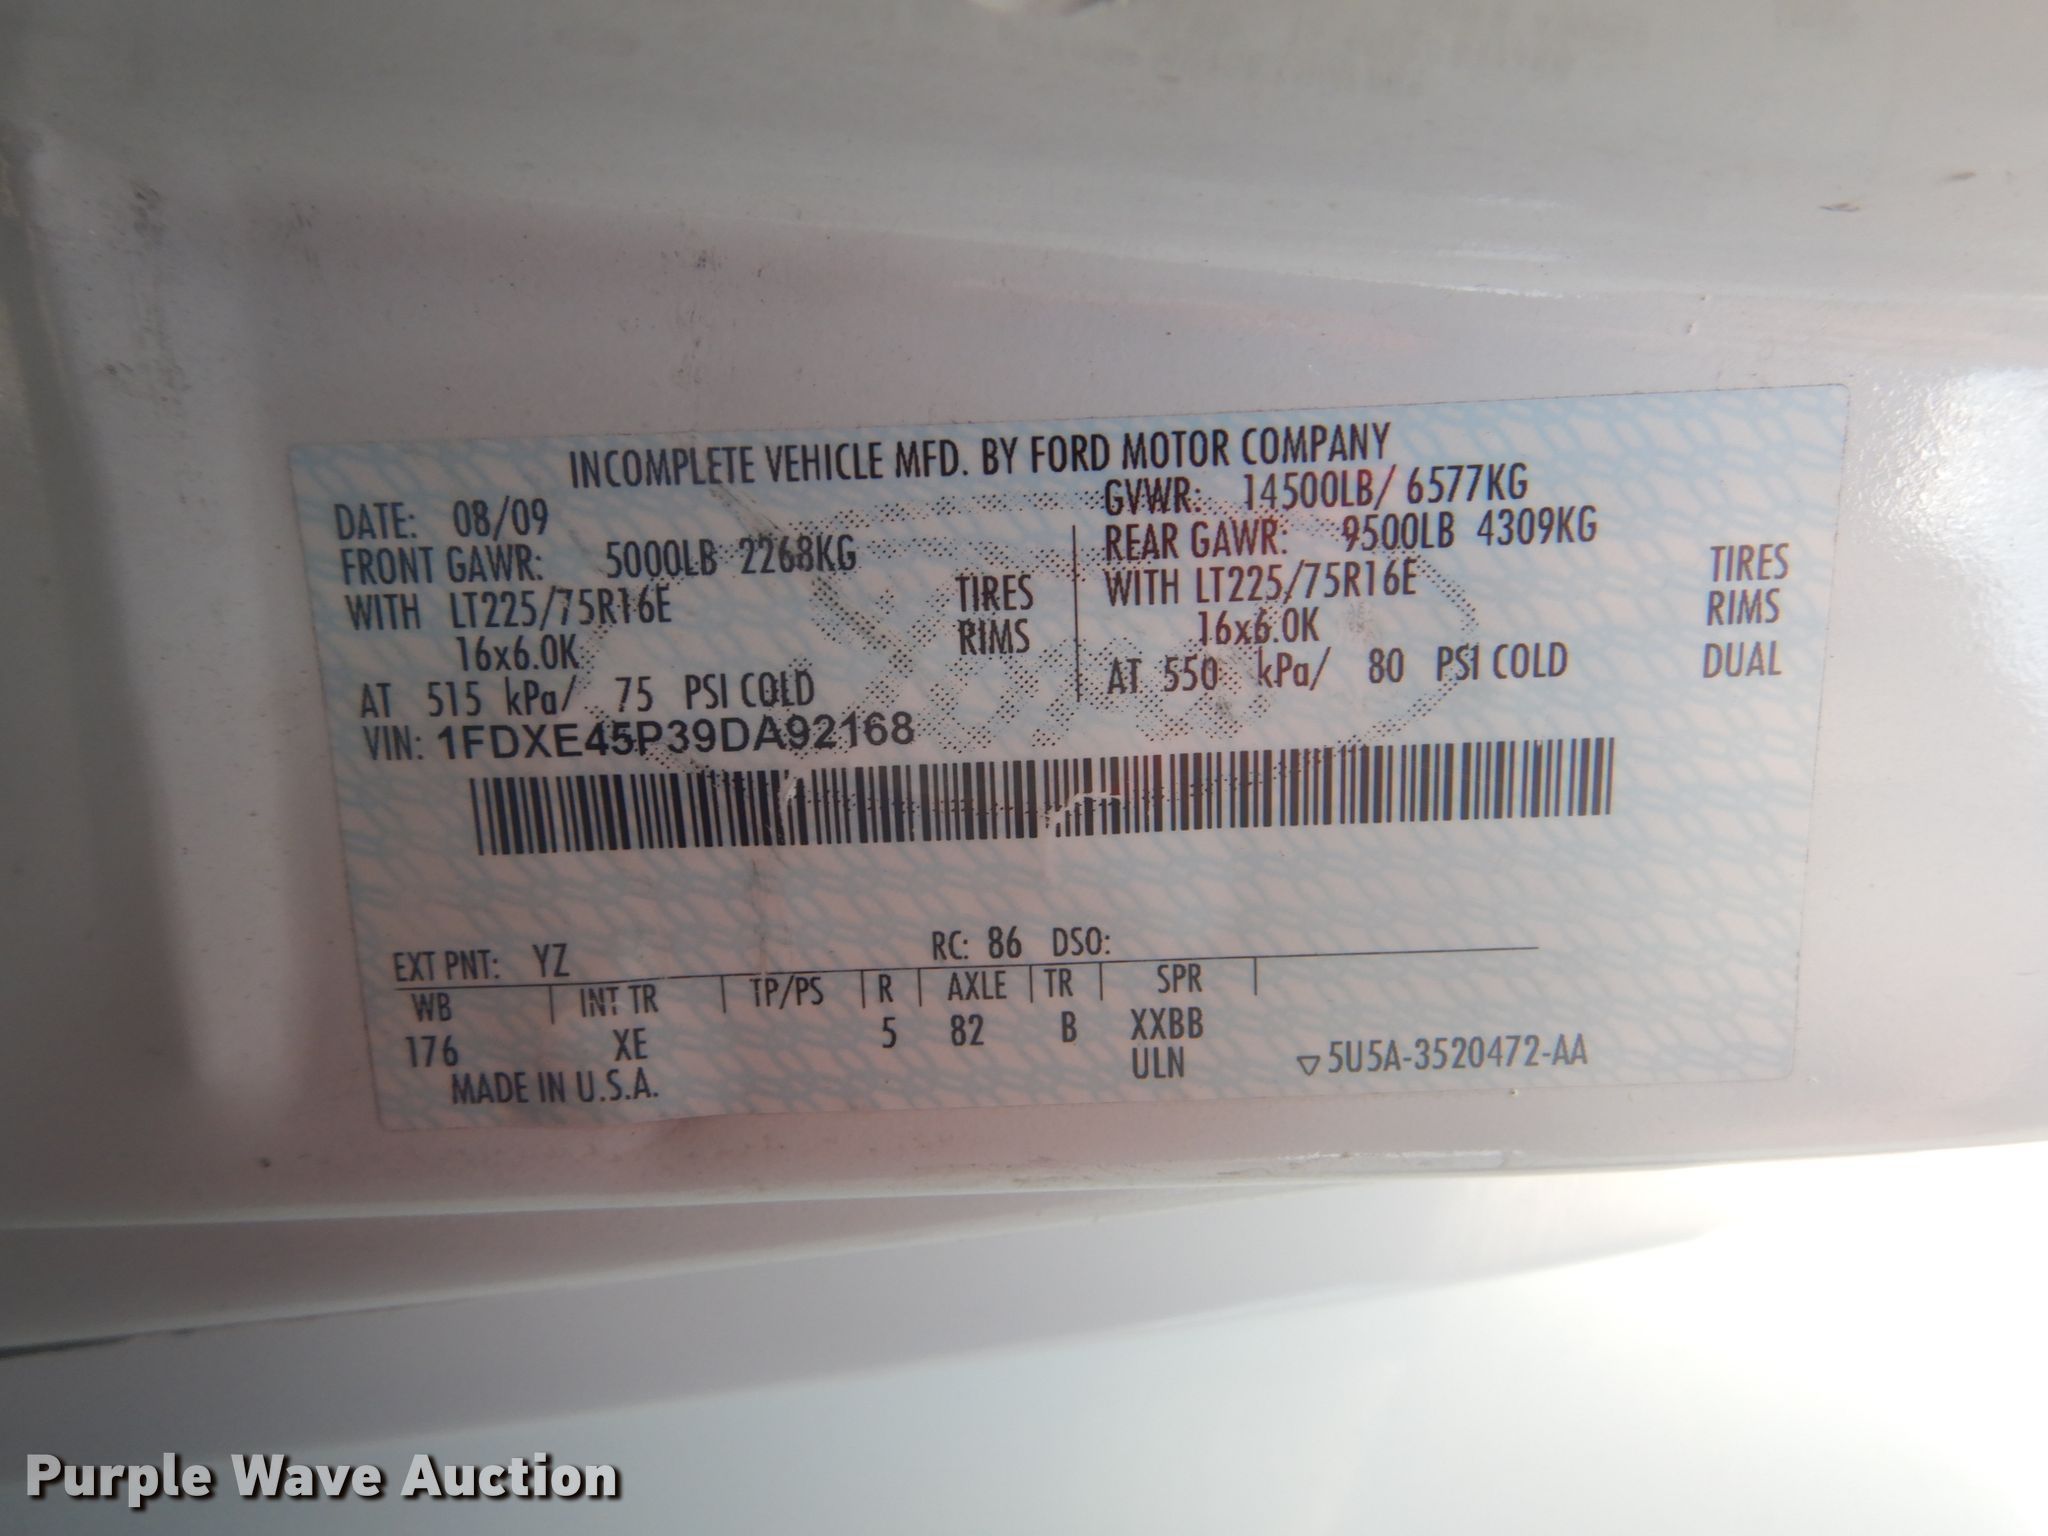 INCOMPLETE VEHICLE MFD. BY FORD MOTOR COMPANY
DATE: 08/09
GVWR: 14500LB/ 6577KG
FRONT GAWR: 5000LB 2268KG
REAR GAWR: 9500LB 4309KG
WITH LT225/75R16E TIRES
WITH LT225/75R16E TIRES
16x6.0K RIMS
16x6.0K RIMS
AT 515 kPa/ 75 PSI COLD
AT 550 kPa/ 80 PSI COLD DUAL
VIN: 1FDXE45P39DA92168
EXT PNT: YZ RC: 86 DSO:
WB INT TR TP/PS R AXLE TR SPR
176 XE 5 82 B XXBB
ULN ▽5U5A-3520472-AA
MADE IN U.S.A.
Purple Wave Auction